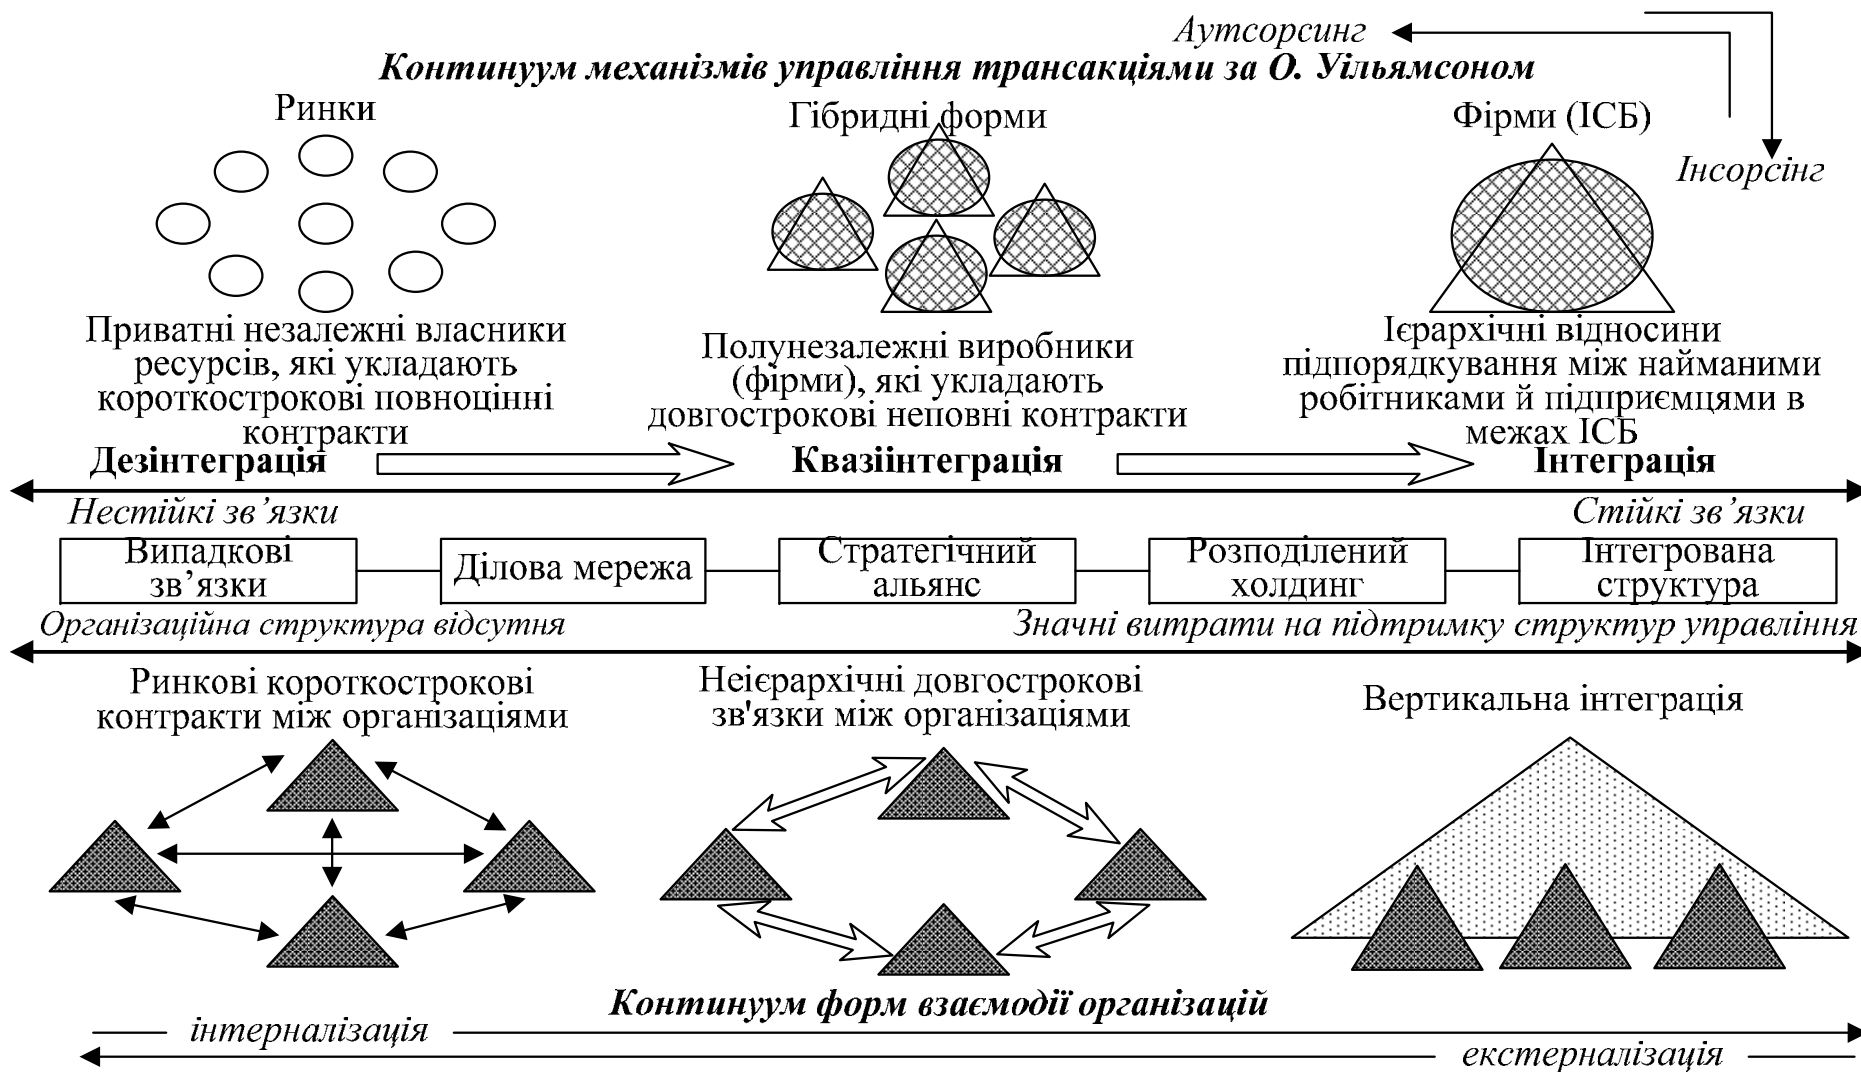 Аутсорсинг
Континуум механізмів управління трансакціями за О. Уільямсоном
Ринки
Гібридні форми
Фірми (ІСБ)
Інсорсінг
Приватні незалежні власники
ресурсів, які укладають
короткострокові повноцінні
контракти
Полунезалежні виробники
(фірми), які укладають
довгострокові неповні контракти
Ієрархічні відносини
підпорядкування між найманими
робітниками й підприємцями в
межах ІСБ
Дезінтеграція
Квазіінтеграція
Інтеграція
Нестійкі зв’язки
Стійкі зв’язки
Випадкові
зв’язки
Ділова мережа
Стратегічний
альянс
Розподілений
холдинг
Інтегрована
структура
Організаційна структура відсутня
Значні витрати на підтримку структур управління
Ринкові короткострокові
контракти між організаціями
Неієрархічні довгострокові
зв'язки між організаціями
Вертикальна інтеграція
Континуум форм взаємодії організацій
інтерналізація
екстерналізація